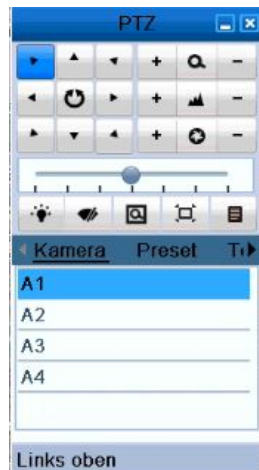 PTZ
+ −
+ −
+ −
Kamera Preset
A1
A2
A3
A4
Links oben